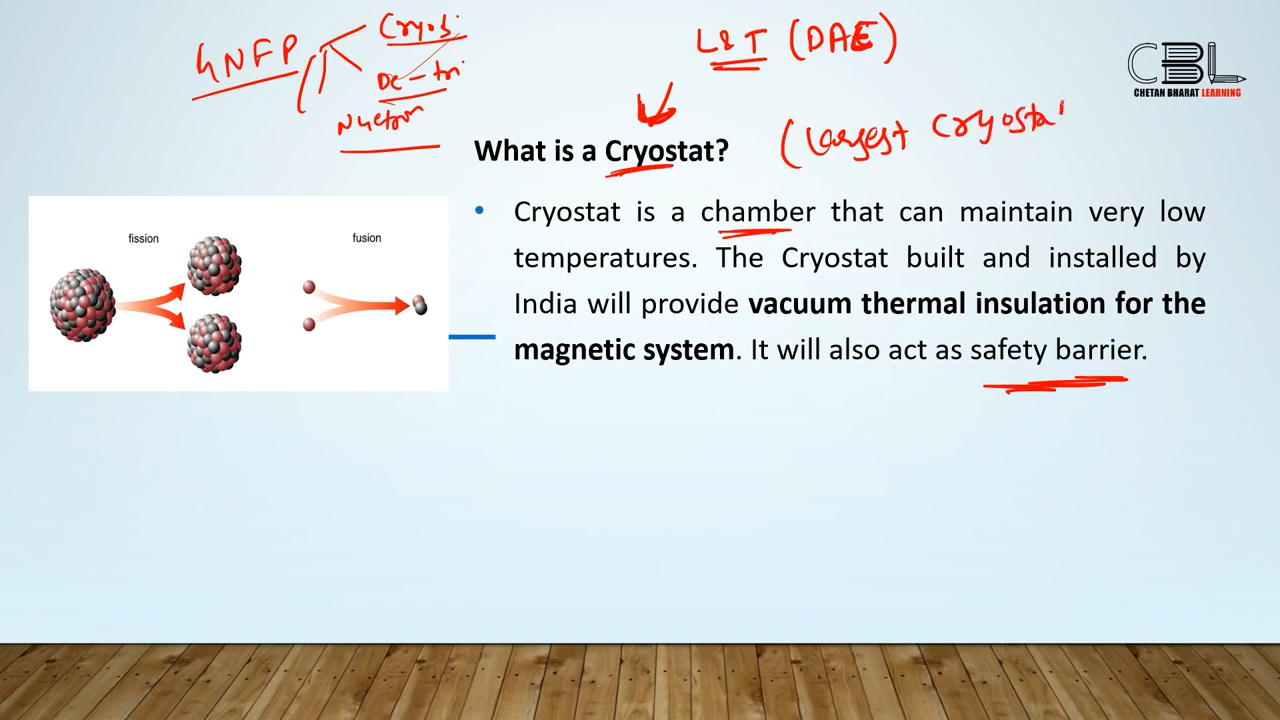 Cryos.
L&T (DAE)
CBL
CHETAN BHARAT LEARNING
De-tri
Nuetron
(Largest Cryostat
What is a Cryostat?
• Cryostat is a chamber that can maintain very low
temperatures. The Cryostat built and installed by
India will provide vacuum thermal insulation for the
magnetic system. It will also act as safety barrier.
fission
fusion